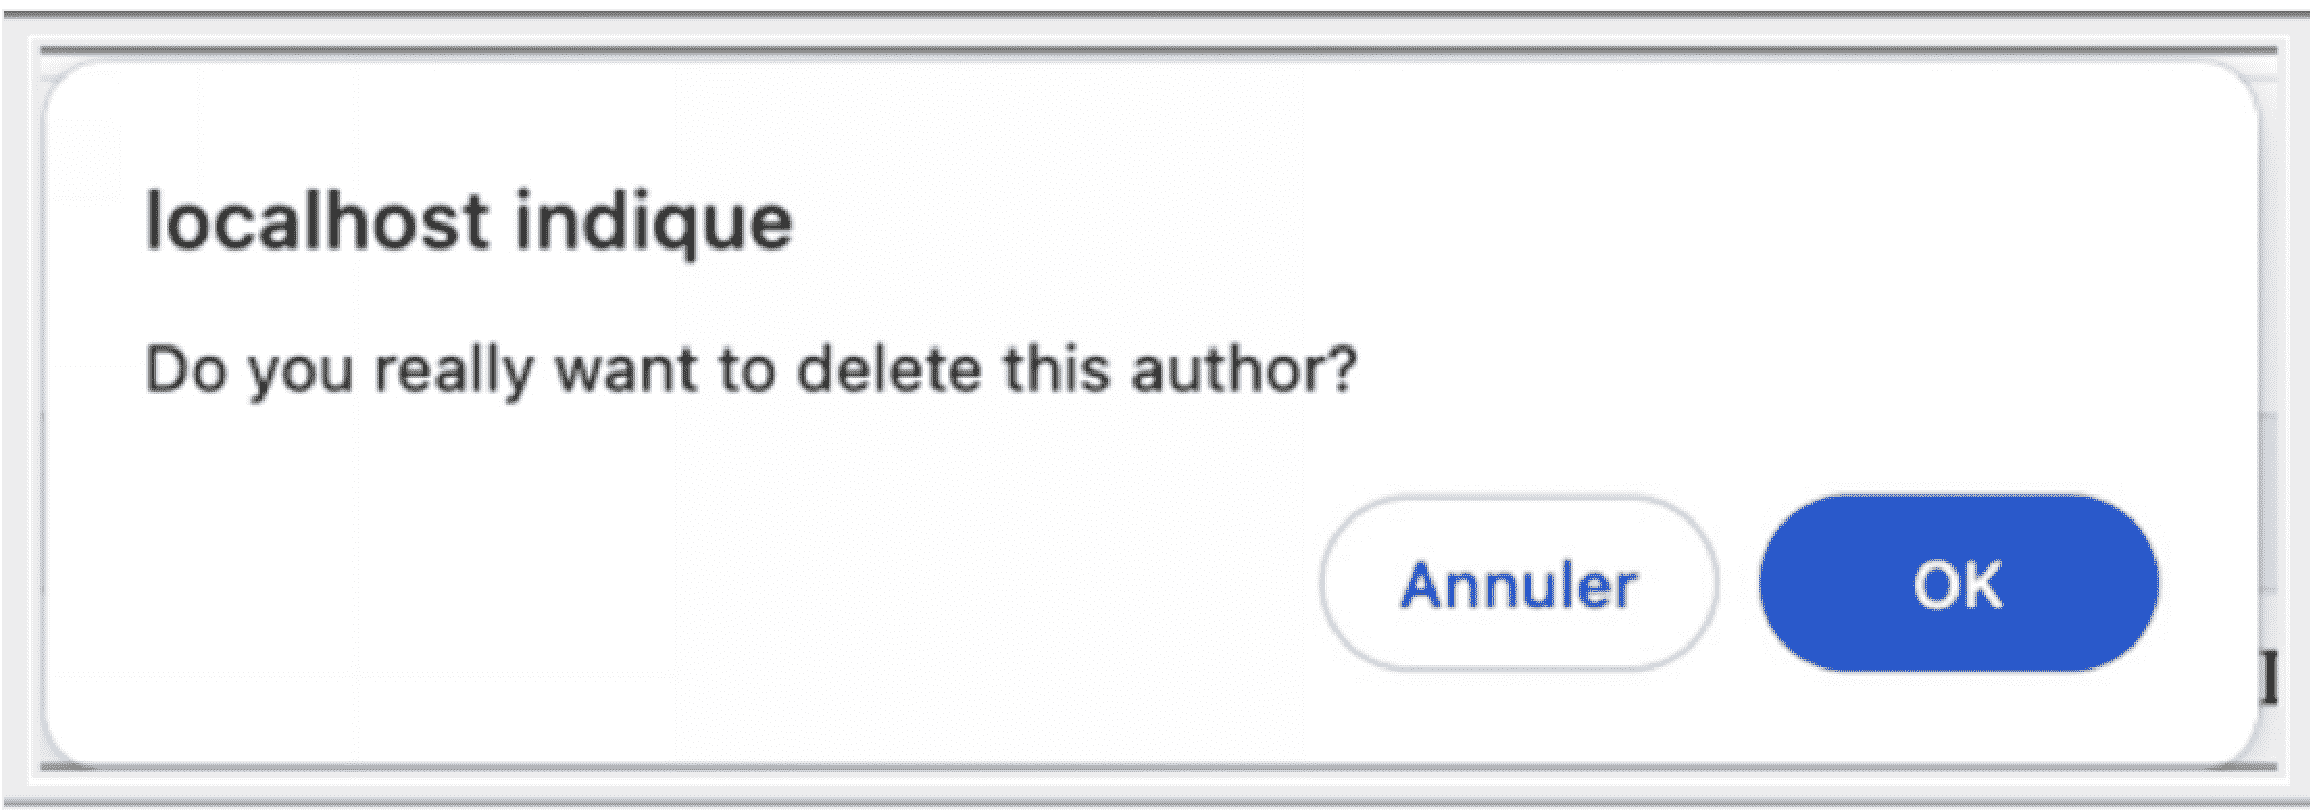 localhost indique
Do you really want to delete this author?
Annuler
OK